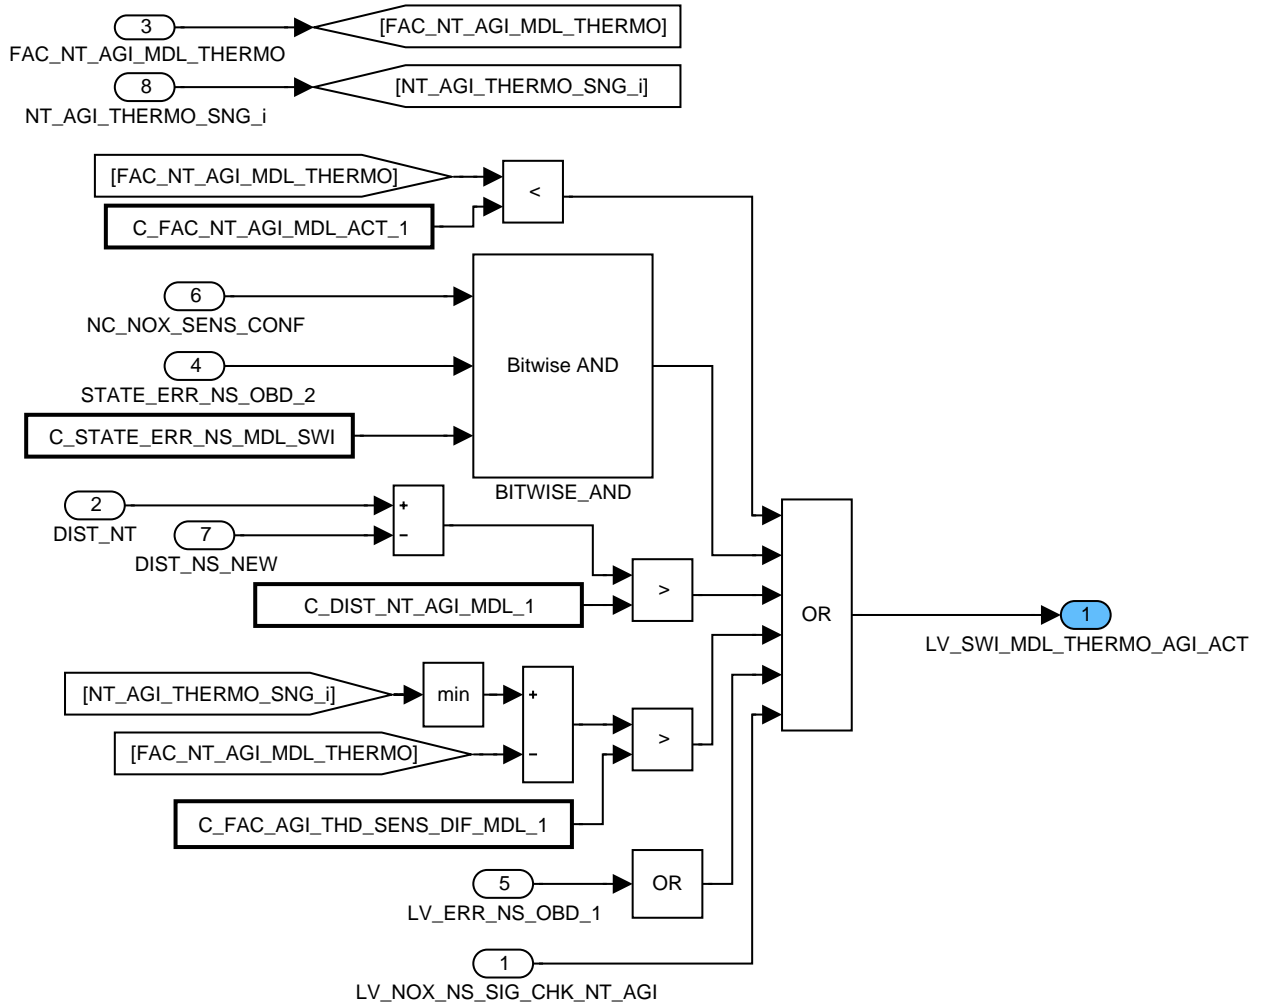 3
[FAC_NT_AGI_MDL_THERMO]
FAC_NT_AGI_MDL_THERMO
8
[NT_AGI_THERMO_SNG_i]
NT_AGI_THERMO_SNG_i
[FAC_NT_AGI_MDL_THERMO]
<
C_FAC_NT_AGI_MDL_ACT_1
6
NC_NOX_SENS_CONF
4
Bitwise AND
STATE_ERR_NS_OBD_2
C_STATE_ERR_NS_MDL_SWI
BITWISE_AND
2
+
DIST_NT
7
−
DIST_NS_NEW
>
C_DIST_NT_AGI_MDL_1
OR
1
LV_SWI_MDL_THERMO_AGI_ACT
[NT_AGI_THERMO_SNG_i]
min
+
>
[FAC_NT_AGI_MDL_THERMO]
−
C_FAC_AGI_THD_SENS_DIF_MDL_1
5
OR
LV_ERR_NS_OBD_1
1
LV_NOX_NS_SIG_CHK_NT_AGI